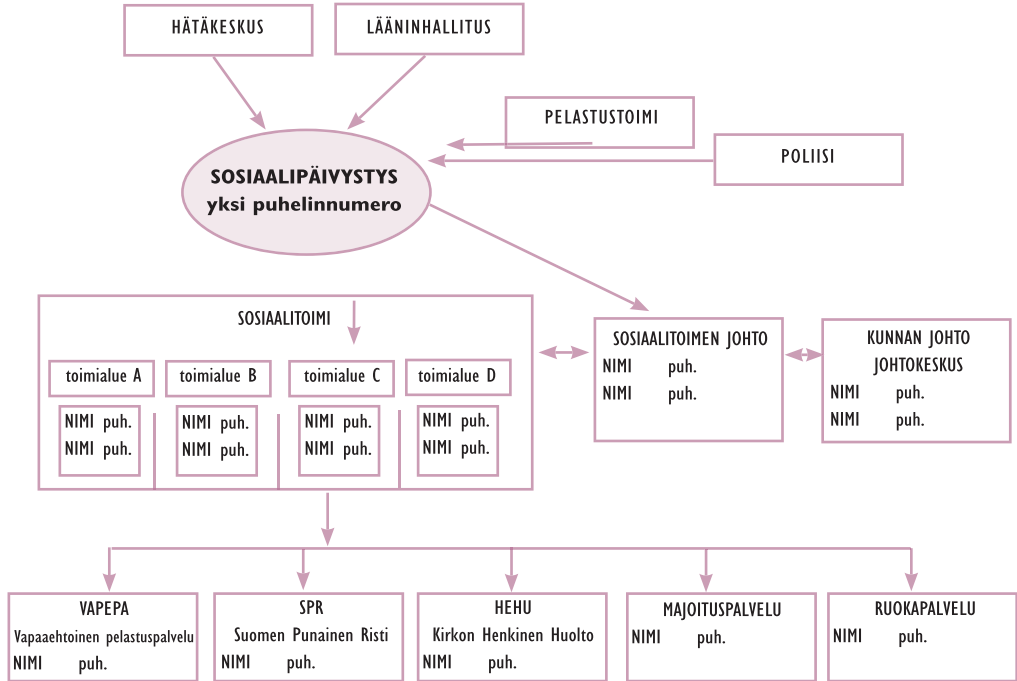 HÄTÄKESKUS
LÄÄNINHALLITUS
PELASTUSTOIMI
POLIISI
SOSIAALIPÄIVYSTYS
yksi puhelinnumero
SOSIAALITOIMI
toimialue A
toimialue B
toimialue C
toimialue D
NIMI puh.
NIMI puh.
NIMI puh.
NIMI puh.
NIMI puh.
NIMI puh.
NIMI puh.
NIMI puh.
SOSIAALITOIMEN JOHTO
NIMI puh.
NIMI puh.
KUNNAN JOHTO
JOHTOKESKUS
NIMI puh.
NIMI puh.
VAPEPA
Vapaaehtoinen pelastuspalvelu
NIMI puh.
SPR
Suomen Punainen Risti
NIMI puh.
HEHU
Kirkon Henkinen Huolto
NIMI puh.
MAJOITUSPALVELU
NIMI puh.
RUOKAPALVELU
NIMI puh.